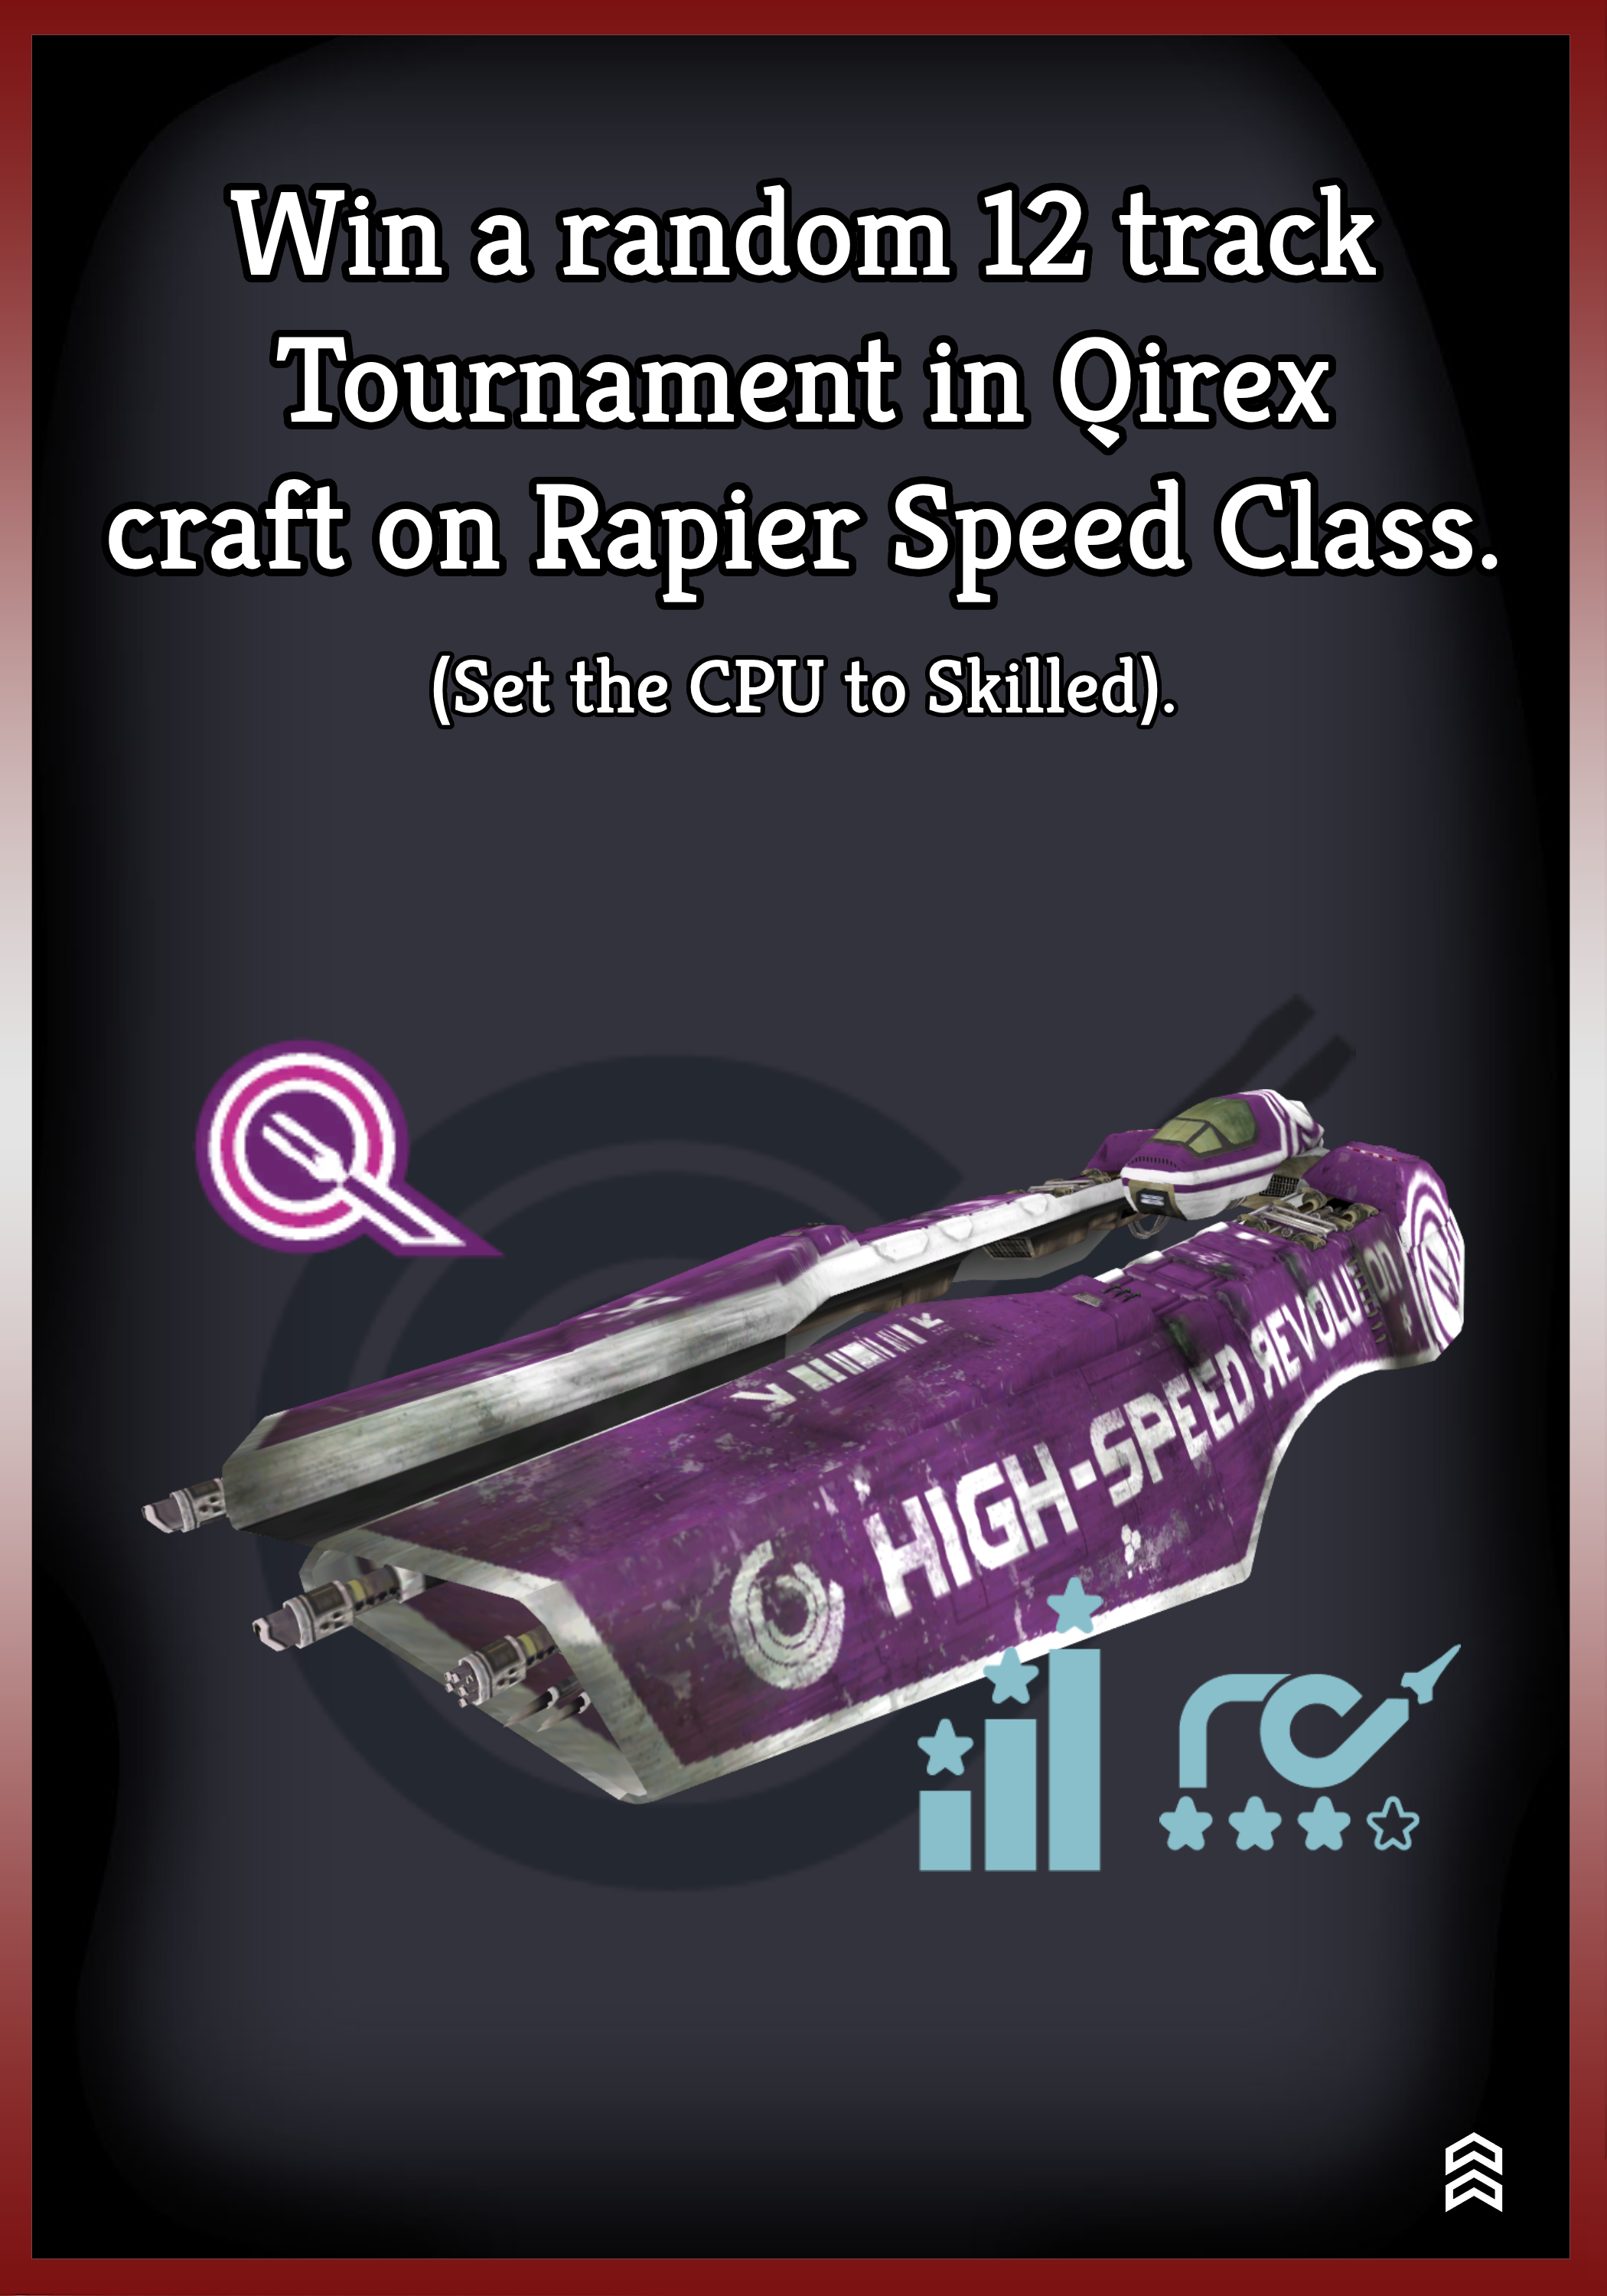 Win a random 12 track
Tournament in Qirex
craft on Rapier Speed Class.
(Set the CPU to Skilled).
HIGH-SPEED ЯEVOLUTION
rc